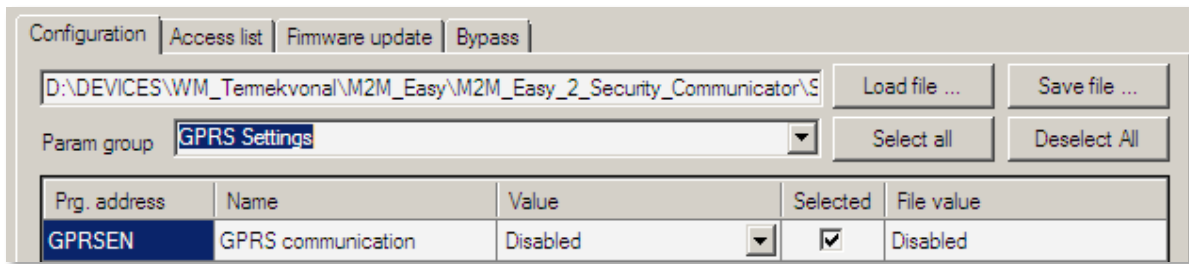 Configuration Access list Firmware update Bypass
D:\DEVICES\WM_Termekvonal\M2M_Easy\M2M_Easy_2_Security_Communicator\S Load file ... Save file ...
Param group GPRS Settings Select all Deselect All
Prg. address Name Value Selected File value
GPRSEN GPRS communication Disabled Disabled